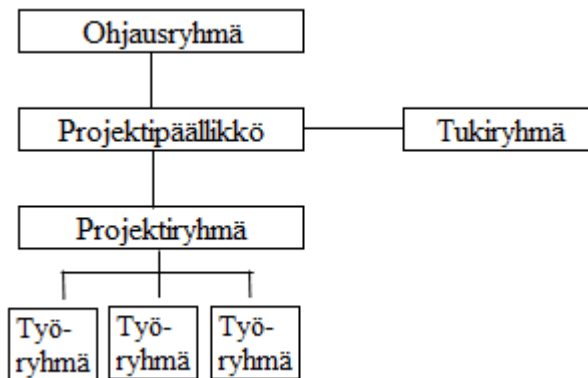 Ohjausryhmä
Projektipäällikkö
Tukiryhmä
Projektiryhmä
Työ-
ryhmä
Työ-
ryhmä
Työ-
ryhmä